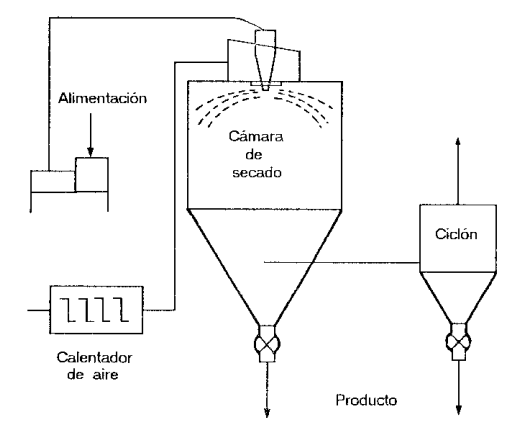 Alimentación
Cámara
de
secado
Ciclón
Calentador
de aire
Producto